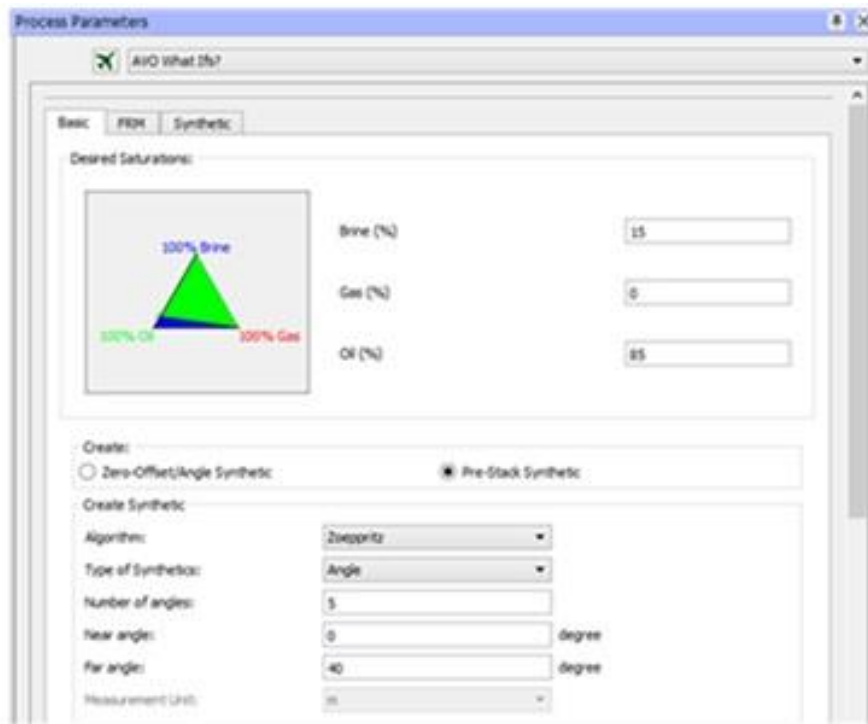 Process Parameters
AVO What Ifs?
Basic FRM Synthetic
Desired Saturations:
100% Brine
100% Oil 100% Gas
Brine (%) 15
Gas (%) 0
Oil (%) 85
Create:
Zero-Offset/Angle Synthetic Pre-Stack Synthetic
Create Synthetic
Algorithm: Zoeppritz
Type of Synthetics: Angle
Number of angles: 5
Near angle: 0 degree
Far angle: 40 degree
Measurement Unit: m